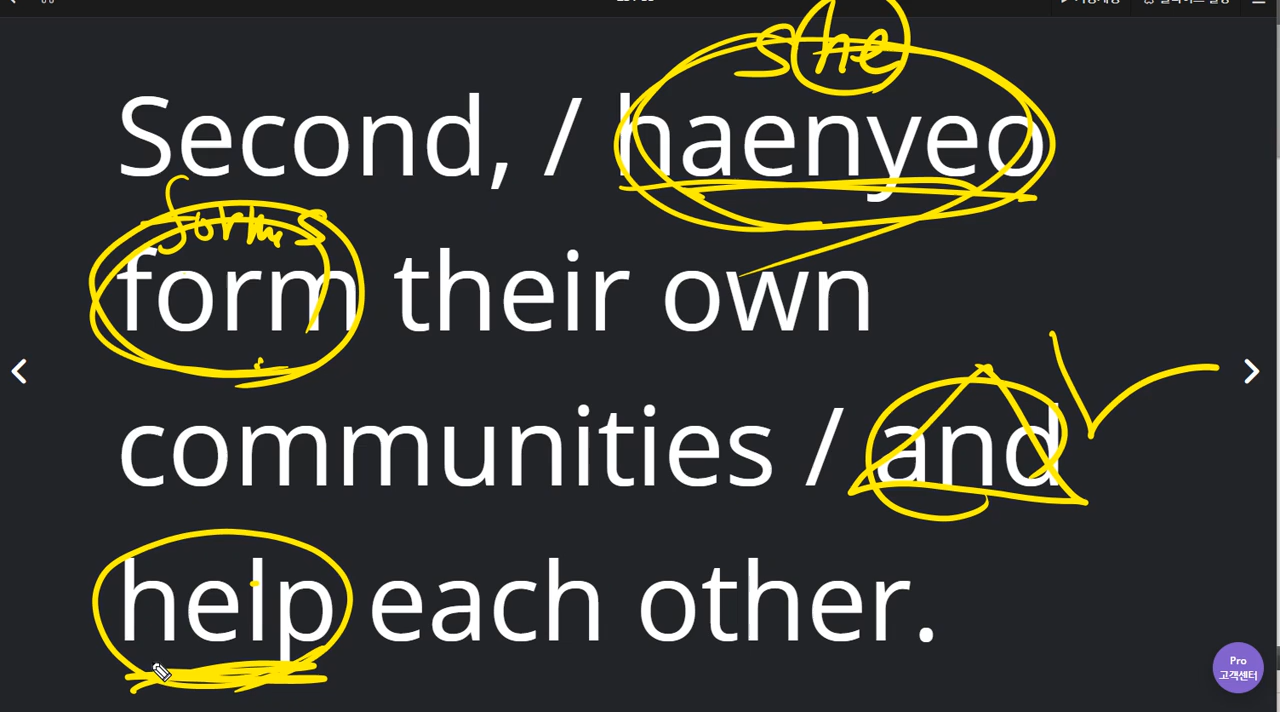 she
Second, / haenyeo
forms
form their own
communities / and
help each other.
Pro
고객센터